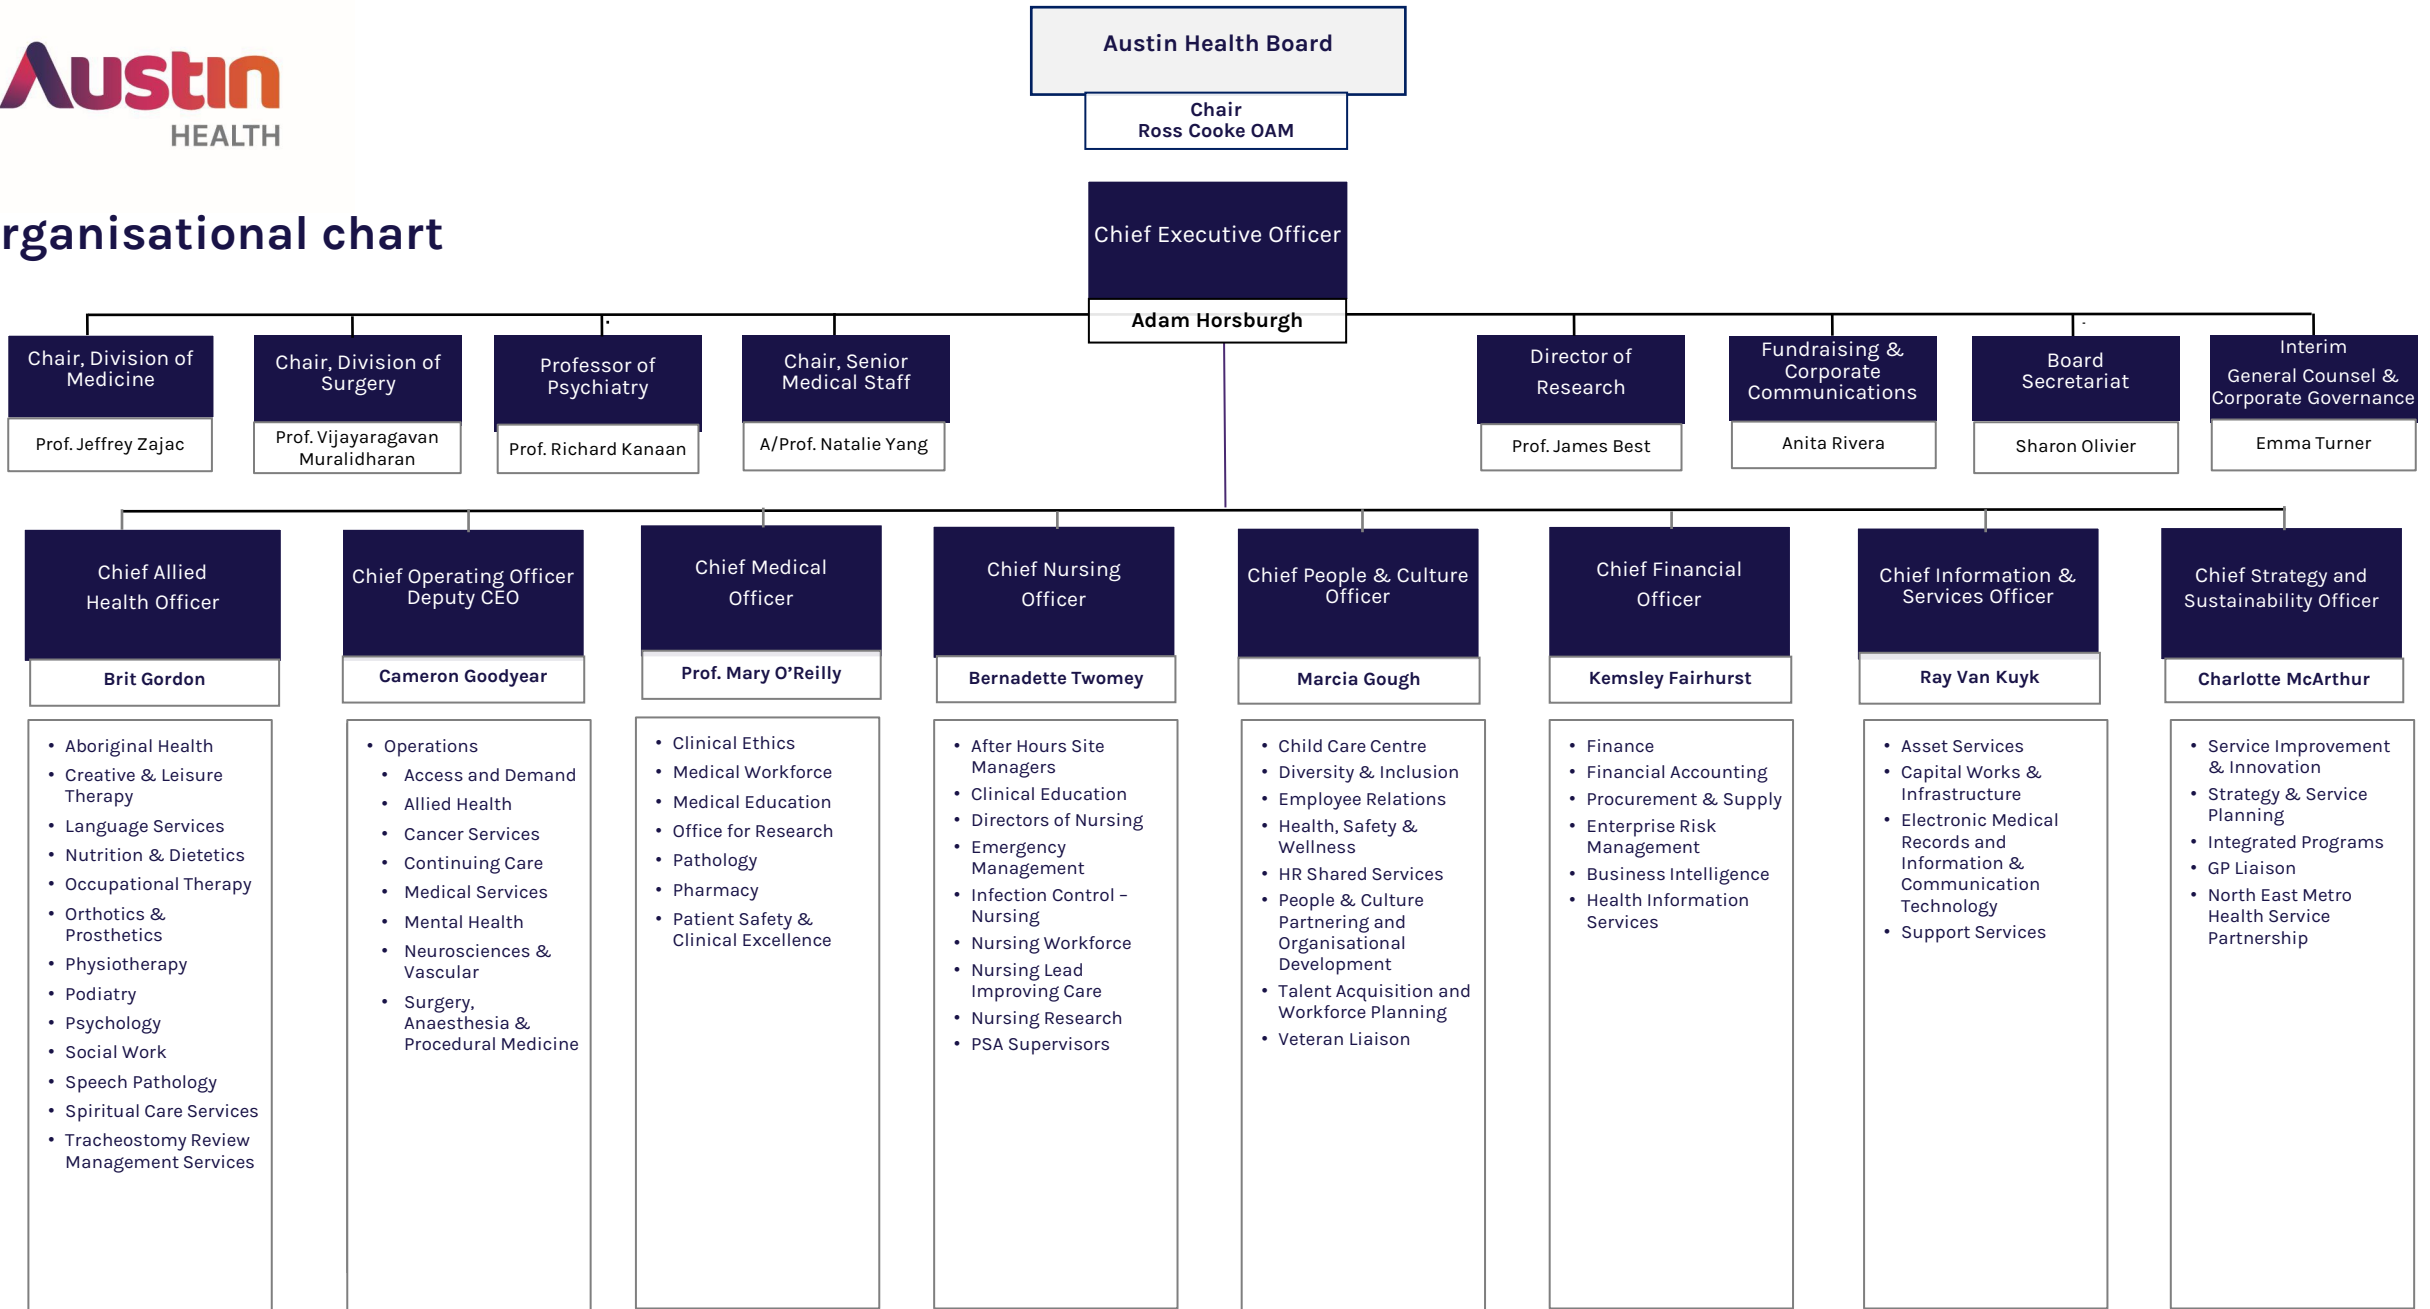 Austin
HEALTH
rganisational chart
Austin Health Board
Chair
Ross Cooke OAM
Chief Executive Officer
Adam Horsburgh
Chair, Division of
Medicine
Prof. Jeffrey Zajac
Chair, Division of
Surgery
Prof. Vijayaragavan
Muralidharan
Professor of
Psychiatry
Prof. Richard Kanaan
Chair, Senior
Medical Staff
A/Prof. Natalie Yang
Director of
Research
Prof. James Best
Fundraising &
Corporate
Communications
Anita Rivera
Board
Secretariat
Sharon Olivier
Interim
General Counsel &
Corporate Governance
Emma Turner
Chief Allied
Health Officer
Brit Gordon
• Aboriginal Health
• Creative & Leisure
Therapy
• Language Services
• Nutrition & Dietetics
• Occupational Therapy
• Orthotics &
Prosthetics
• Physiotherapy
• Podiatry
• Psychology
• Social Work
• Speech Pathology
• Spiritual Care Services
• Tracheostomy Review
Management Services
Chief Operating Officer
Deputy CEO
Cameron Goodyear
• Operations
• Access and Demand
• Allied Health
• Cancer Services
• Continuing Care
• Medical Services
• Mental Health
• Neurosciences &
Vascular
• Surgery,
Anaesthesia &
Procedural Medicine
Chief Medical
Officer
Prof. Mary O’Reilly
• Clinical Ethics
• Medical Workforce
• Medical Education
• Office for Research
• Pathology
• Pharmacy
• Patient Safety &
Clinical Excellence
Chief Nursing
Officer
Bernadette Twomey
• After Hours Site
Managers
• Clinical Education
• Directors of Nursing
• Emergency
Management
• Infection Control –
Nursing
• Nursing Workforce
• Nursing Lead
Improving Care
• Nursing Research
• PSA Supervisors
Chief People & Culture
Officer
Marcia Gough
• Child Care Centre
• Diversity & Inclusion
• Employee Relations
• Health, Safety &
Wellness
• HR Shared Services
• People & Culture
Partnering and
Organisational
Development
• Talent Acquisition and
Workforce Planning
• Veteran Liaison
Chief Financial
Officer
Kemsley Fairhurst
• Finance
• Financial Accounting
• Procurement & Supply
• Enterprise Risk
Management
• Business Intelligence
• Health Information
Services
Chief Information &
Services Officer
Ray Van Kuyk
• Asset Services
• Capital Works &
Infrastructure
• Electronic Medical
Records and
Information &
Communication
Technology
• Support Services
Chief Strategy and
Sustainability Officer
Charlotte McArthur
• Service Improvement
& Innovation
• Strategy & Service
Planning
• Integrated Programs
• GP Liaison
• North East Metro
Health Service
Partnership